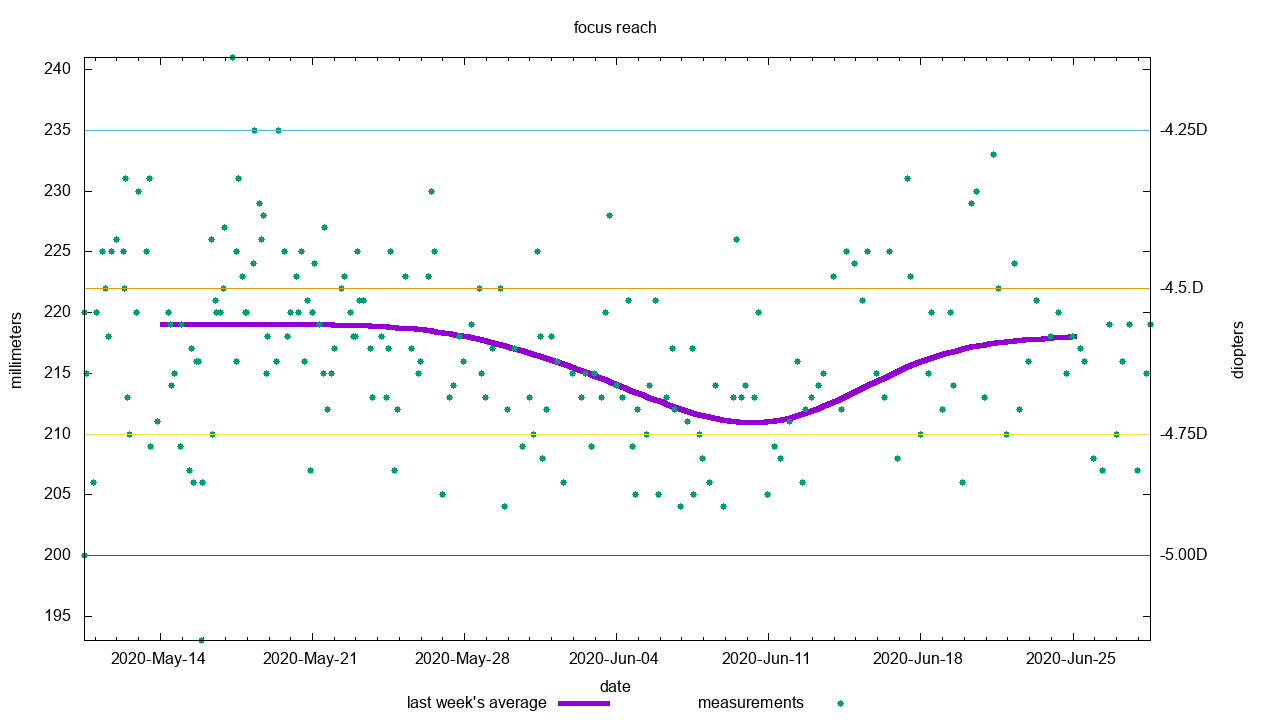 focus reach
240
235
230
225
220
215
210
205
200
195
millimeters
-4.25D
-4.5.D
-4.75D
-5.00D
diopters
2020-May-14 2020-May-21 2020-May-28 2020-Jun-04 2020-Jun-11 2020-Jun-18 2020-Jun-25
date
last week's average measurements